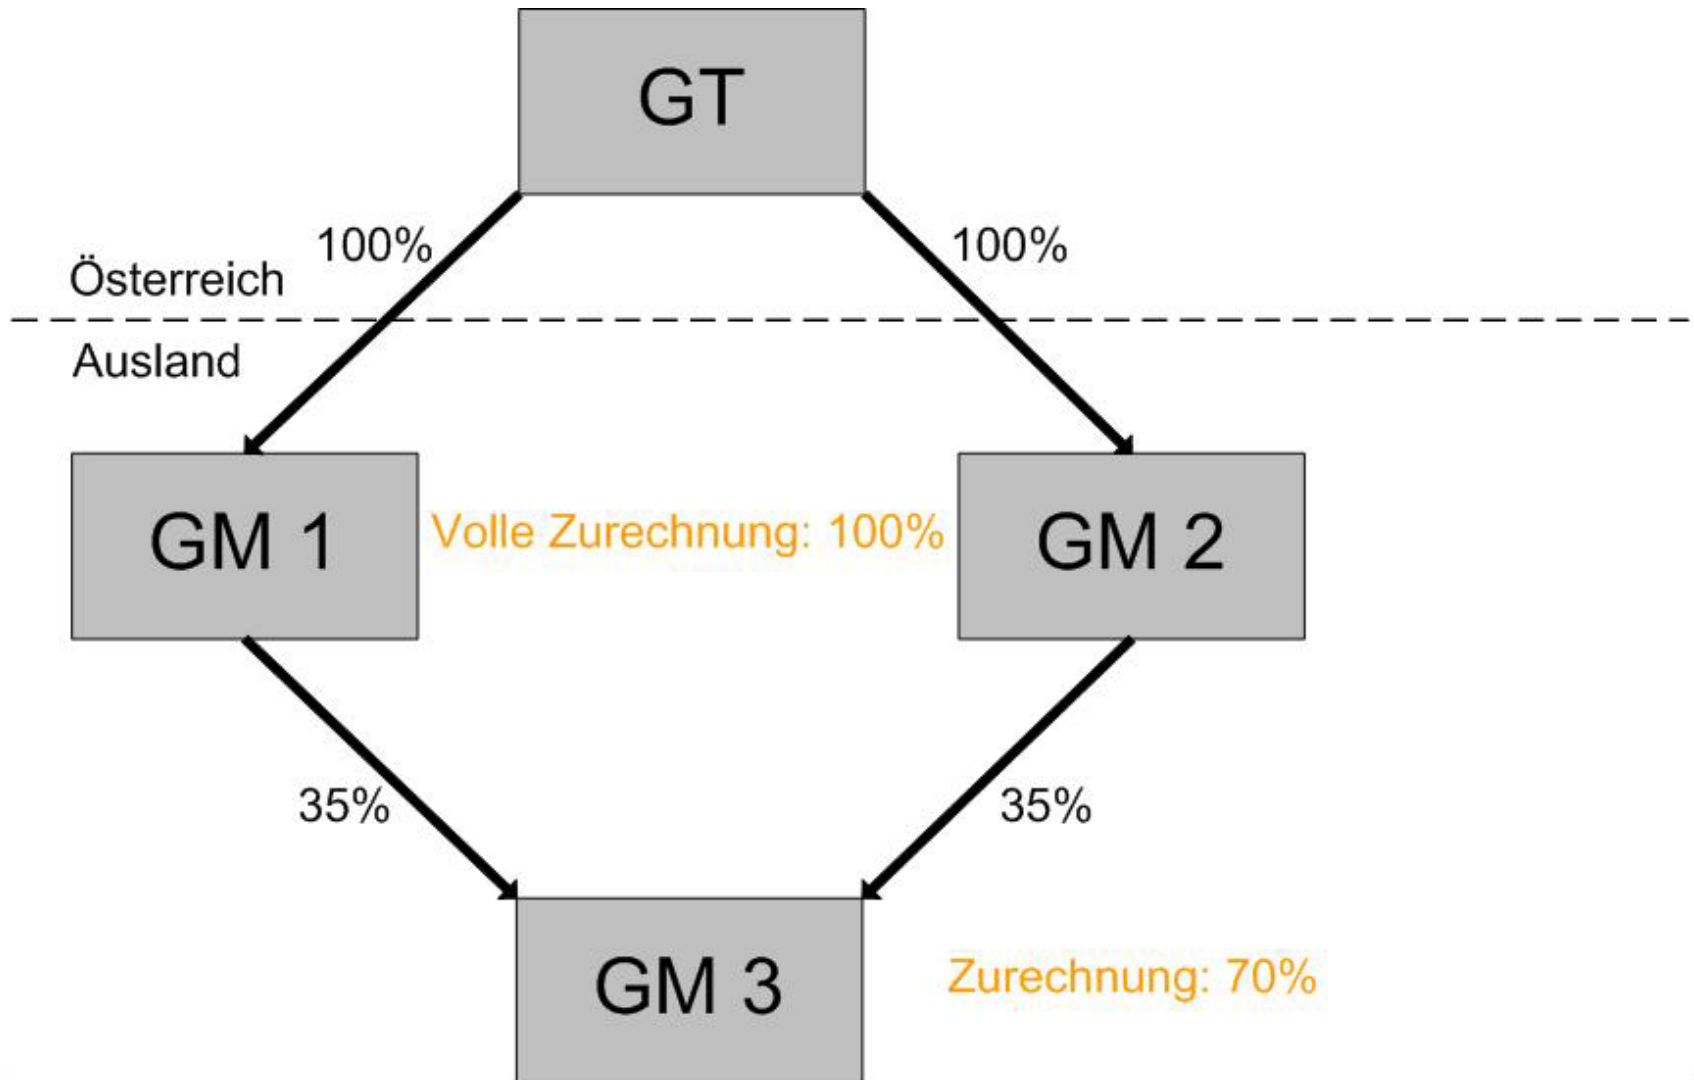 GT
100%
100%
Österreich
Ausland
GM 1
Volle Zurechnung: 100%
GM 2
35%
35%
GM 3
Zurechnung: 70%